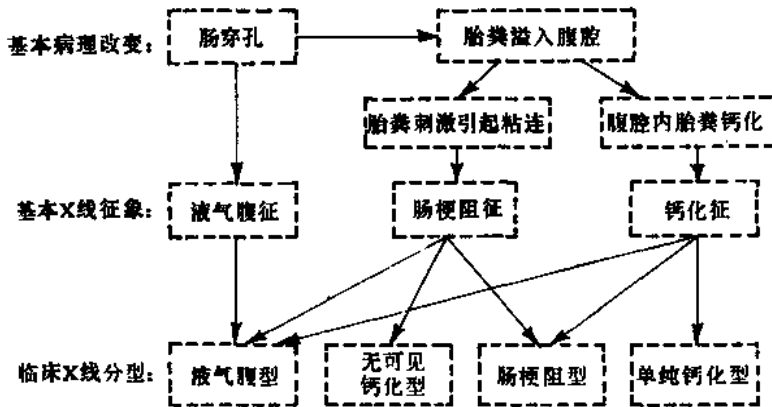 基本病理改变： 肠穿孔 胎粪溢入腹腔
胎粪刺激引起粘连 腹腔内胎粪钙化
基本X线征象： 液气腹征 肠梗阻征 钙化征
临床X线分型： 液气腹型 无可见 肠梗阻型 单纯钙化型
钙化型